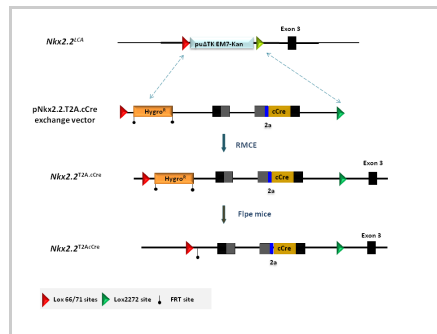 Exon 3
Nkx2.2LCA
puΔTK EM7-Kan
pNkx2.2.T2A.cCre
exchange vector
HygroR
cCre
2a
RMCE
Exon 3
Nkx2.2T2A.cCre
HygroR
cCre
2a
Flpe mice
Exon 3
Nkx2.2T2AcCre
cCre
2a
Lox 66/71 sites
Lox2272 site
FRT site